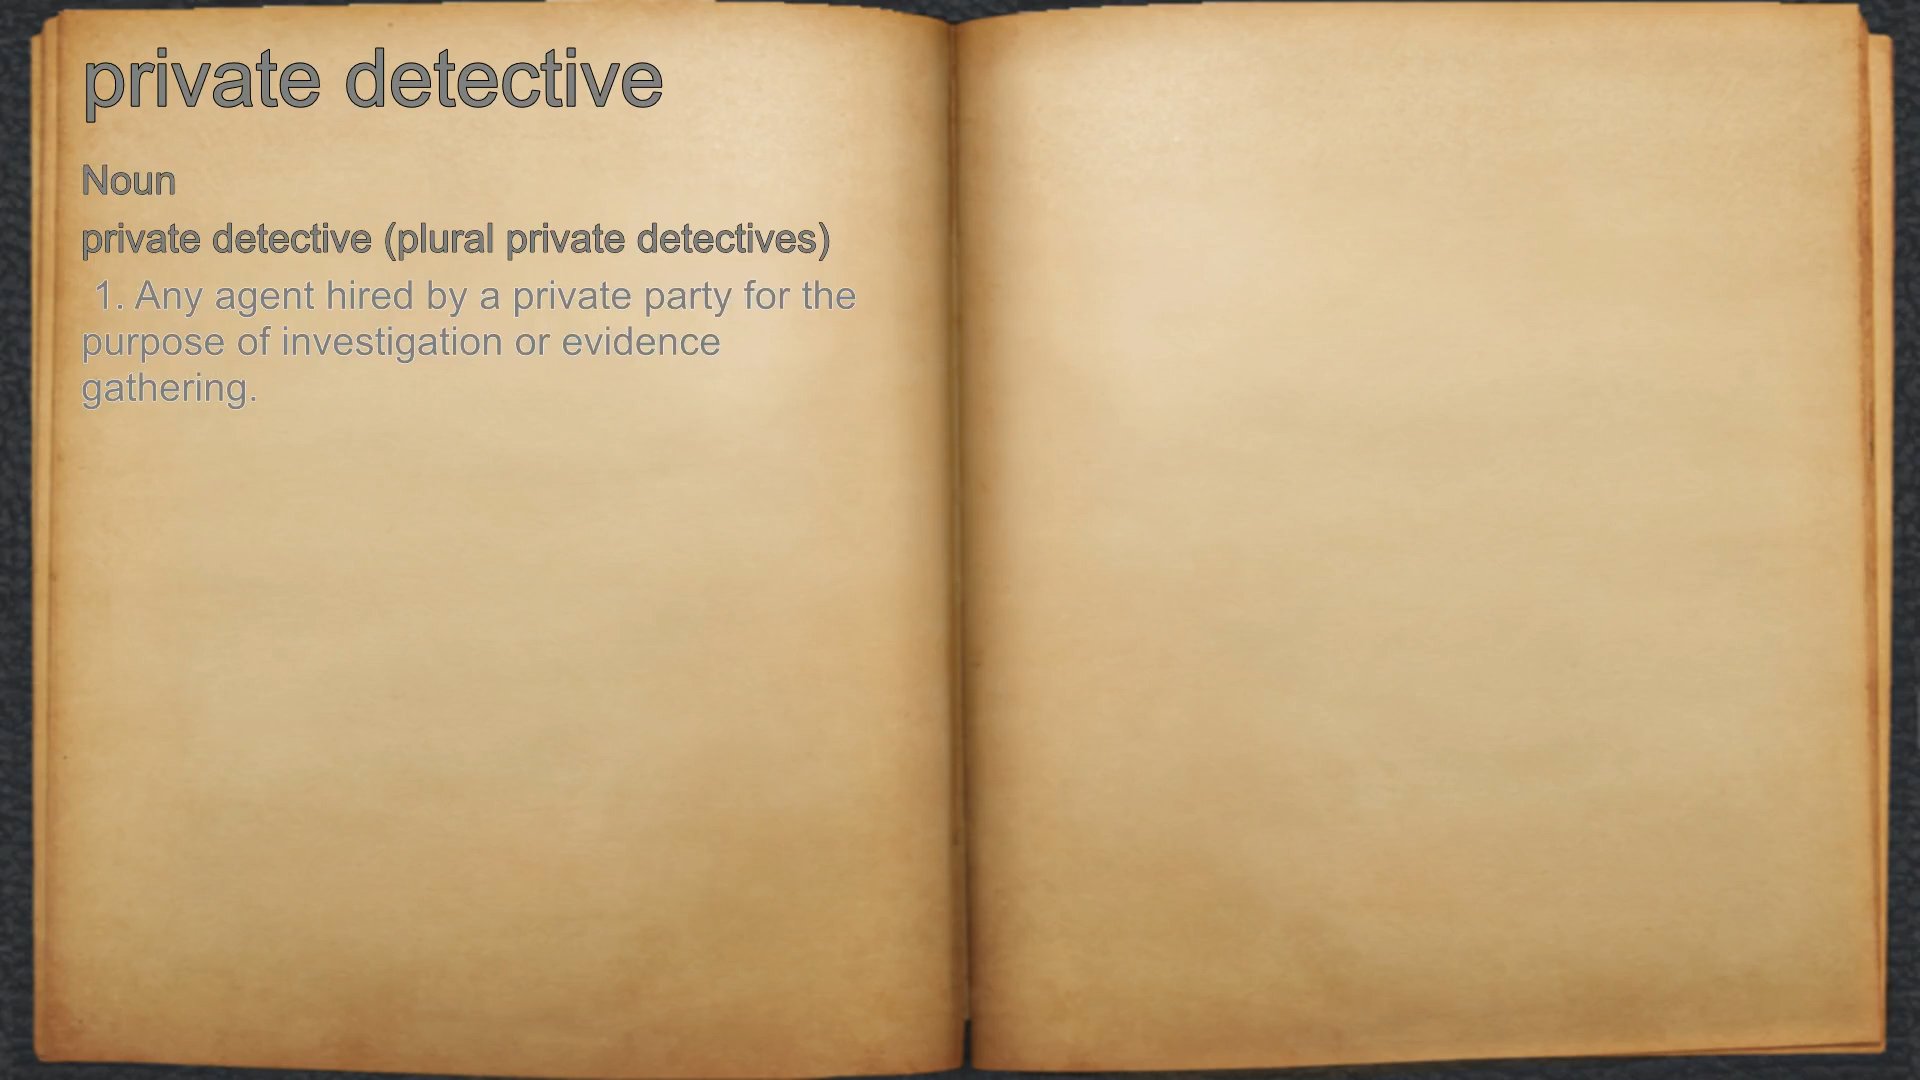 private detective
Noun
private detective (plural private detectives)
1. Any agent hired by a private party for the
purpose of investigation or evidence
gathering.